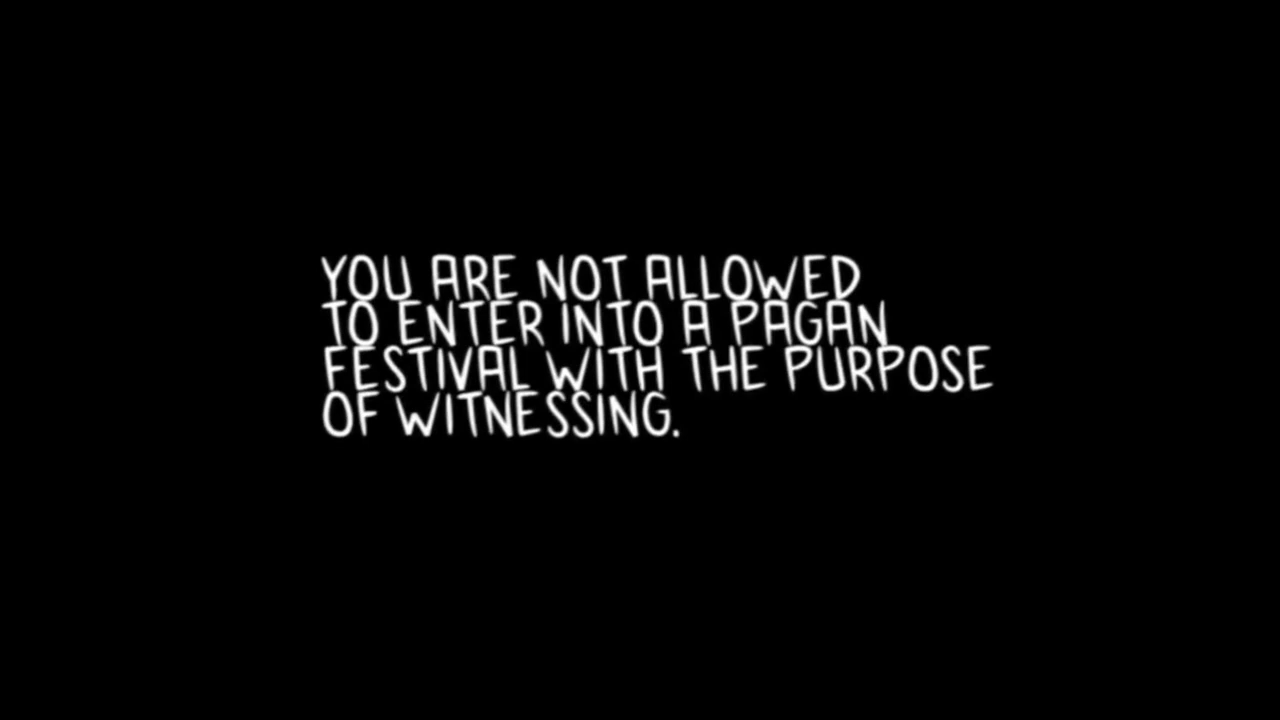 YOU ARE NOT ALLOWED
TO ENTER INTO A PAGAN
FESTIVAL WITH THE PURPOSE
OF WITNESSING.